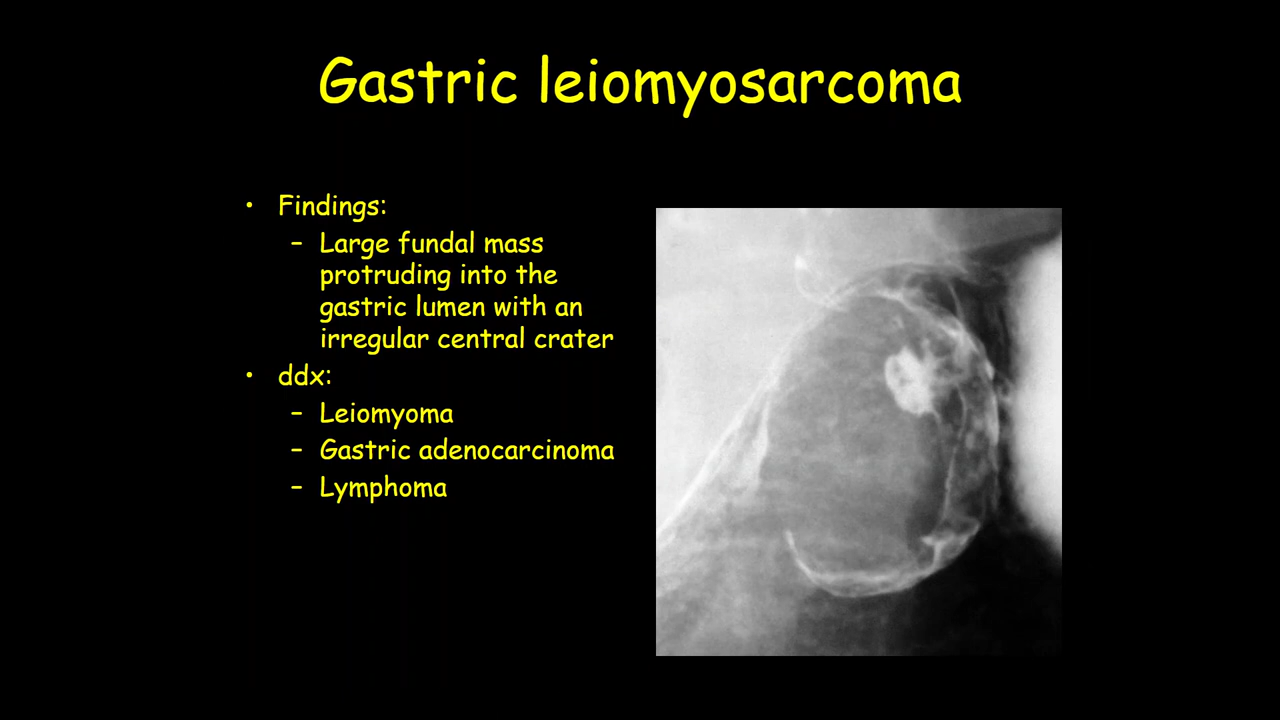 Gastric leiomyosarcoma
• Findings:
– Large fundal mass
protruding into the
gastric lumen with an
irregular central crater
• ddx:
– Leiomyoma
– Gastric adenocarcinoma
– Lymphoma